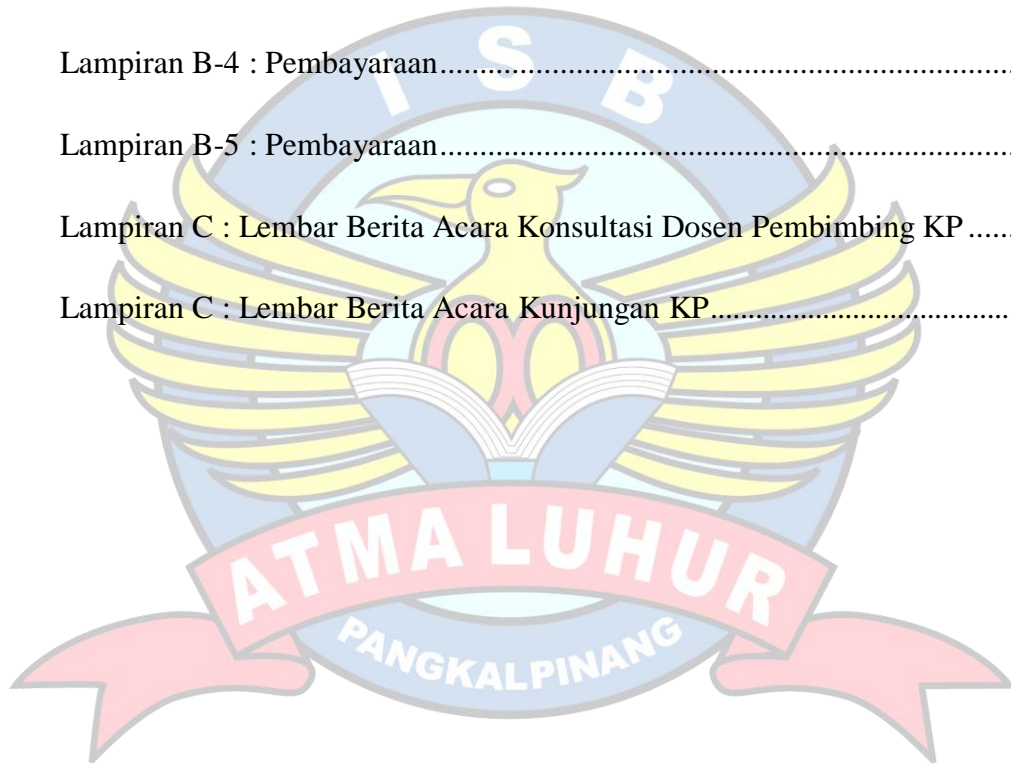 I S B
Lampiran B-4 : Pembayaraan.......................................................................
Lampiran B-5 : Pembayaraan.......................................................................
Lampiran C : Lembar Berita Acara Konsultasi Dosen Pembimbing KP ......
Lampiran C : Lembar Berita Acara Kunjungan KP.....................................
ATMA LUHUR
PANGKALPINANG